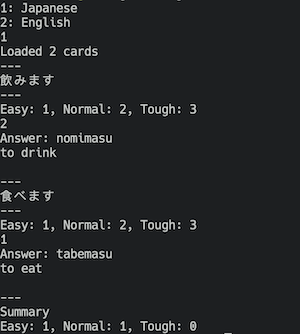 1: Japanese
2: English
1
Loaded 2 cards
---
飲みます
---
Easy: 1, Normal: 2, Tough: 3
2
Answer: nomimasu
to drink

---
食べます
---
Easy: 1, Normal: 2, Tough: 3
1
Answer: tabemasu
to eat

---
Summary
Easy: 1, Normal: 1, Tough: 0